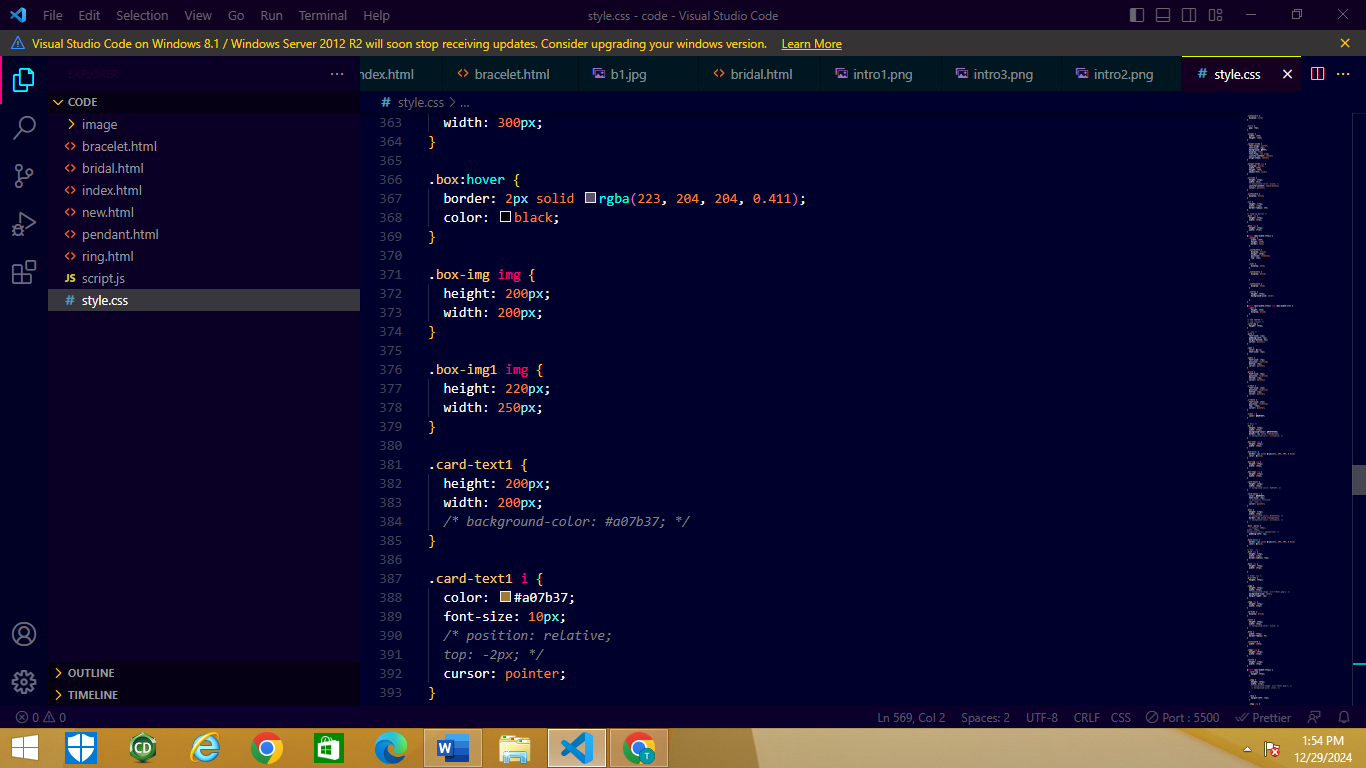 File Edit Selection View Go Run Terminal Help style.css - code - Visual Studio Code
Visual Studio Code on Windows 8.1 / Windows Server 2012 R2 will soon stop receiving updates. Consider upgrading your windows version. Learn More
EXPLORER
ndex.html bracelet.html b1.jpg bridal.html intro1.png intro3.png intro2.png # style.css
CODE
image
bracelet.html
bridal.html
index.html
new.html
pendant.html
ring.html
JS script.js
# style.css
OUTLINE
TIMELINE
# style.css > ...
363 width: 300px;
364 }
365
366 .box:hover {
367 border: 2px solid rgba(223, 204, 204, 0.411);
368 color: black;
369 }
370
371 .box-img img {
372 height: 200px;
373 width: 200px;
374 }
375
376 .box-img1 img {
377 height: 220px;
378 width: 250px;
379 }
380
381 .card-text1 {
382 height: 200px;
383 width: 200px;
384 /* background-color: #a07b37; */
385 }
386
387 .card-text1 i {
388 color: #a07b37;
389 font-size: 10px;
390 /* position: relative;
391 top: -2px; */
392 cursor: pointer;
393 }
0 0 Ln 569, Col 2 Spaces: 2 UTF-8 CRLF CSS Port : 5500 Prettier
1:54 PM
12/29/2024